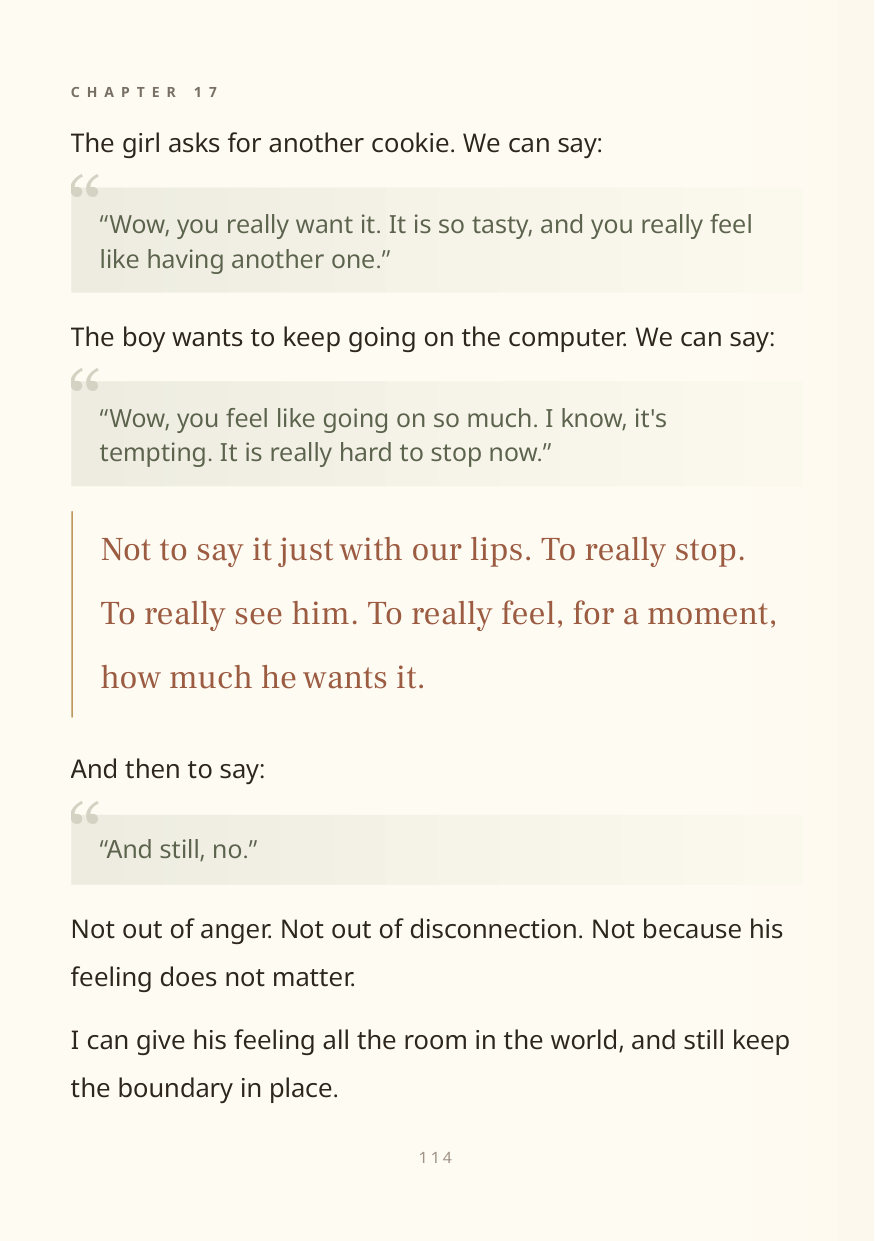 CHAPTER 17
The girl asks for another cookie. We can say:
“Wow, you really want it. It is so tasty, and you really feel
like having another one.”
The boy wants to keep going on the computer. We can say:
“Wow, you feel like going on so much. I know, it's
tempting. It is really hard to stop now.”
Not to say it just with our lips. To really stop.
To really see him. To really feel, for a moment,
how much he wants it.
And then to say:
“And still, no.”
Not out of anger. Not out of disconnection. Not because his
feeling does not matter.
I can give his feeling all the room in the world, and still keep
the boundary in place.
114